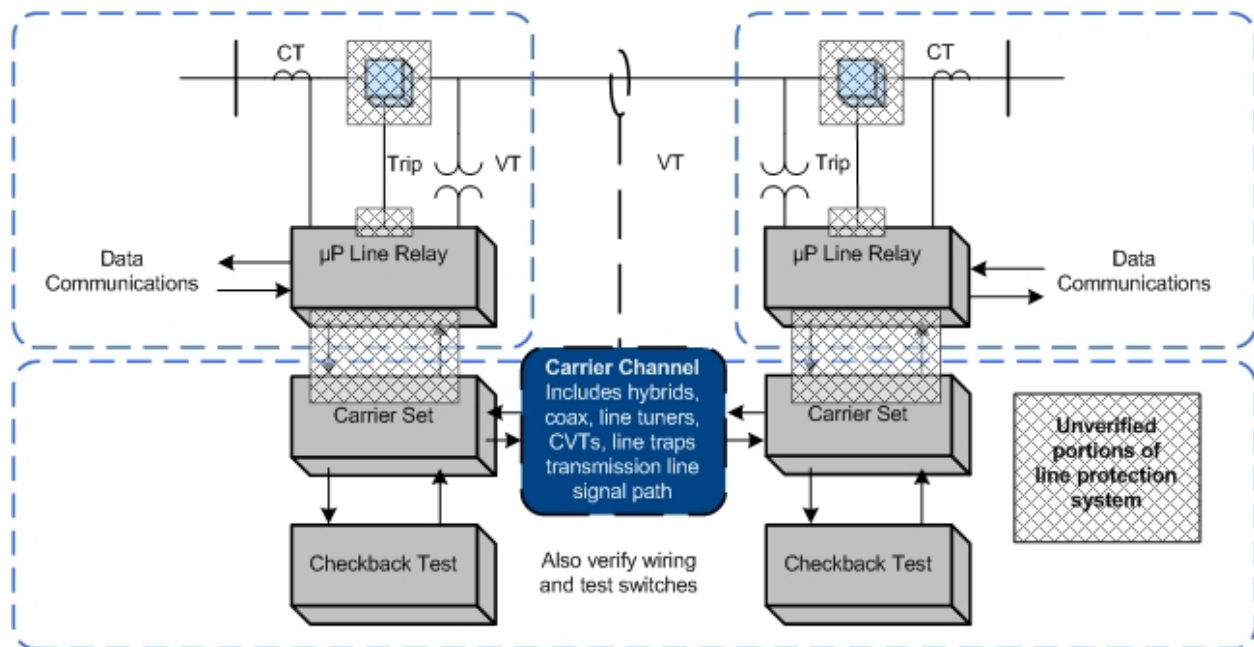 CT
CT
Trip
VT
VT
Trip
µP Line Relay
µP Line Relay
Data
Communications
Data
Communications
Carrier Channel
Includes hybrids,
coax, line tuners,
CVTs, line traps
transmission line
signal path
Carrier Set
Carrier Set
Unverified
portions of
line protection
system
Checkback Test
Also verify wiring
and test switches
Checkback Test